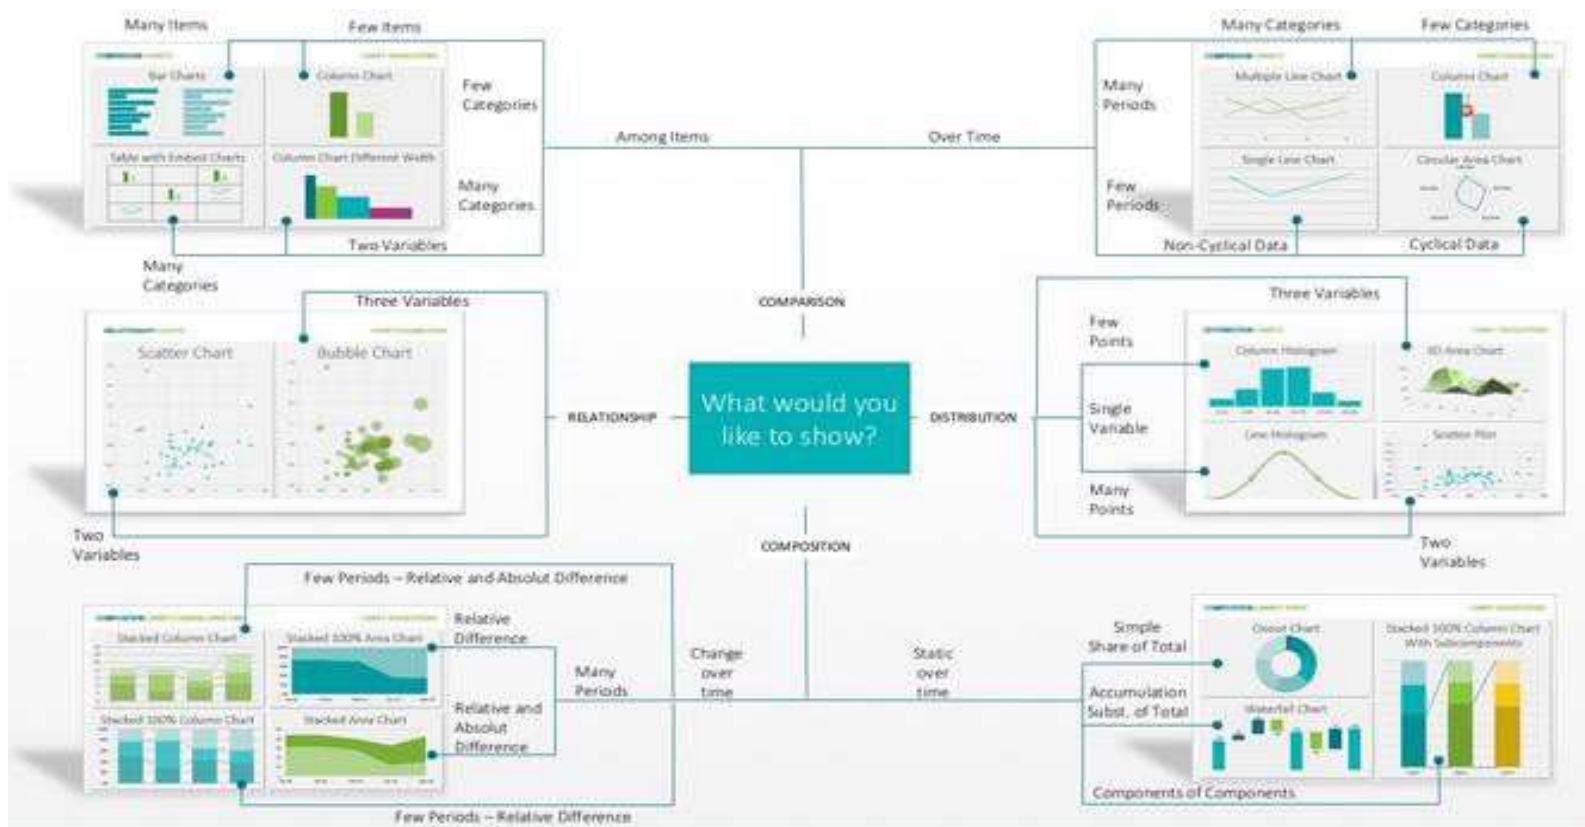 Many Items
Few Items
Bar Charts
Column Chart
Few
Categories
Table with Embed Charts
Column Chart Different Width
Many
Categories
Two Variables
Many
Categories
Among Items
Over Time
COMPARISON
Many Categories
Few Categories
Many
Periods
Multiple Line Chart
Column Chart
Single Line Chart
Circular Area Chart
Few
Periods
Non-Cyclical Data
Cyclical Data
Three Variables
Scatter Chart
Bubble Chart
Two
Variables
RELATIONSHIP
What would you
like to show?
DISTRIBUTION
Three Variables
Few
Points
Column Histogram
3D Area Chart
Single
Variable
Line Histogram
Scatter Plot
Many
Points
Two
Variables
COMPOSITION
Few Periods – Relative and Absolut Difference
Stacked Column Chart
Stacked 100% Area Chart
Relative
Difference
Stacked 100% Column Chart
Stacked Area Chart
Relative and
Absolut
Difference
Many
Periods
Change
over
time
Few Periods – Relative Difference
Static
over
time
Simple
Share of Total
Donut Chart
Stacked 100% Column Chart
With Subcomponents
Accumulation
Subst. of Total
Waterfall Chart
Components of Components